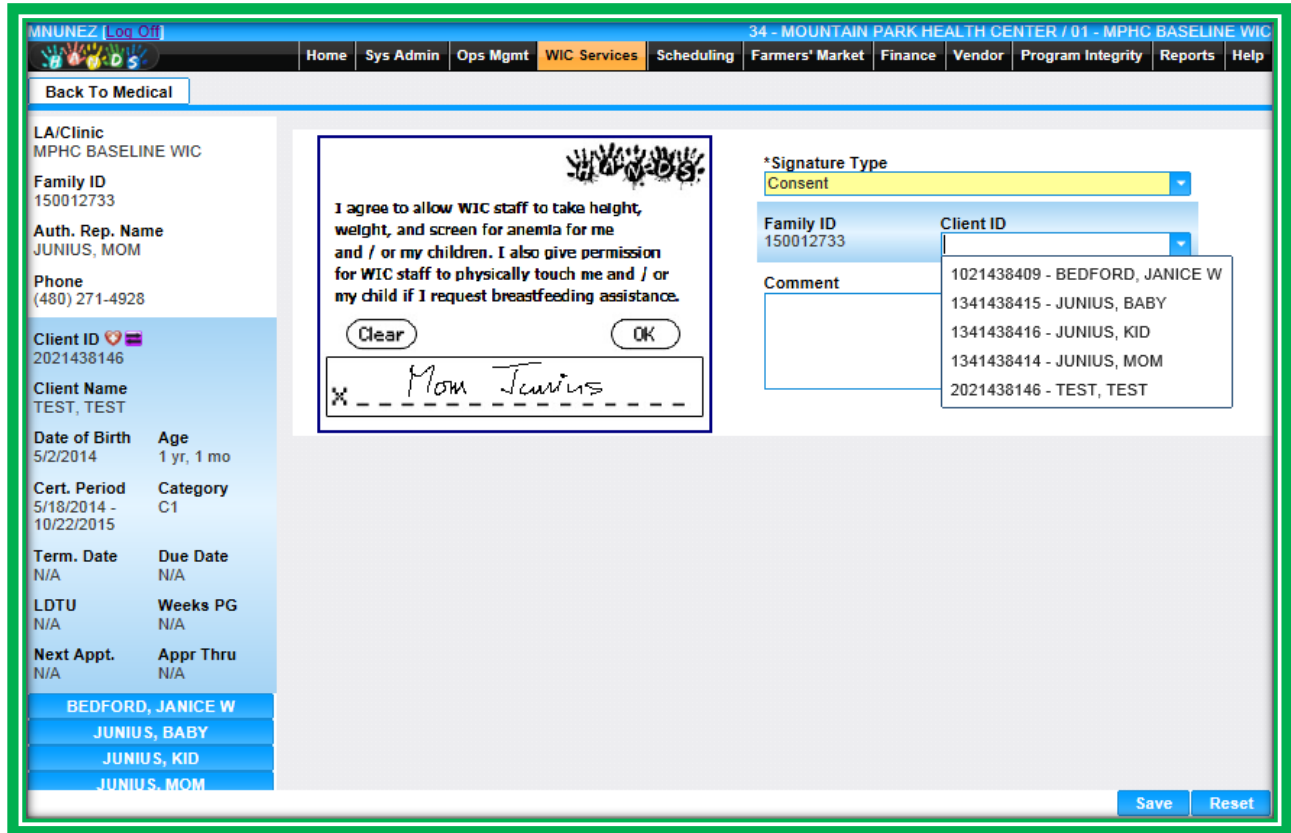 MNUNEZ [Log Off]
34 - MOUNTAIN PARK HEALTH CENTER / 01 - MPHC BASELINE WIC
HANDS
Home Sys Admin Ops Mgmt WIC Services Scheduling Farmers' Market Finance Vendor Program Integrity Reports Help
Back To Medical
LA/Clinic
MPHC BASELINE WIC
Family ID
150012733
Auth. Rep. Name
JUNIUS, MOM
Phone
(480) 271-4928
Client ID
2021438146
Client Name
TEST, TEST
Date of Birth Age
5/2/2014 1 yr, 1 mo
Cert. Period Category
5/18/2014 - C1
10/22/2015
Term. Date Due Date
N/A N/A
LDTU Weeks PG
N/A N/A
Next Appt. Appr Thru
N/A N/A
BEDFORD, JANICE W
JUNIUS, BABY
JUNIUS, KID
JUNIUS, MOM
HANDS
I agree to allow WIC staff to take height,
weight, and screen for anemia for me
and / or my children. I also give permission
for WIC staff to physically touch me and / or
my child if I request breastfeeding assistance.
Clear OK
X Mom Junius
*Signature Type
Consent
Family ID Client ID
150012733
Comment
1021438409 - BEDFORD, JANICE W
1341438415 - JUNIUS, BABY
1341438416 - JUNIUS, KID
1341438414 - JUNIUS, MOM
2021438146 - TEST, TEST
Save Reset